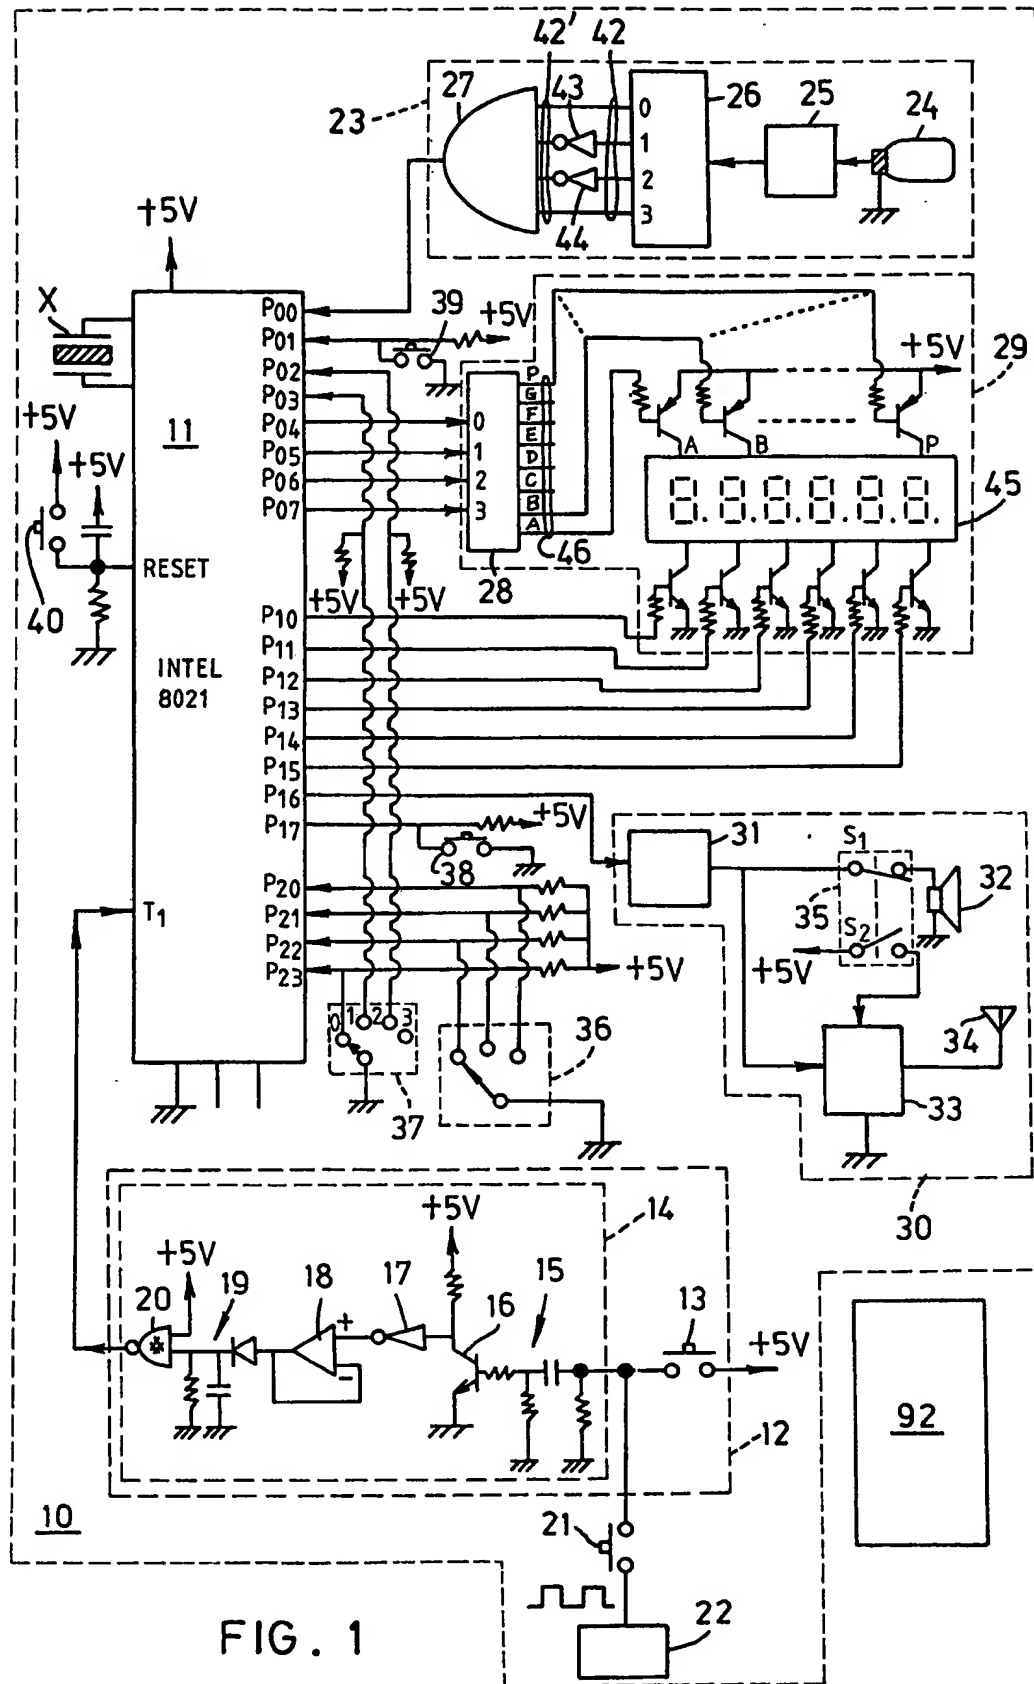 42' 42
27 43 26 25 24
23
0
1
2
3
44
+5V
X
11
P00
P01
P02
P03
P04
P05
P06
P07
39
+5V
0
1
2
3
28
P
G
F
E
D
C
B
A
46
+5V
29
A B P
45
+5V
+5V
40
RESET
+5V +5V
INTEL
8021
P10
P11
P12
P13
P14
P15
P16
P17
+5V
38
P20
P21
P22
P23
+5V
T1
0 1 2 3
37
36
31
S1
35
32
S2
+5V
34
33
30
14
+5V
+5V
20
*
19
18
+
-
17
16
15
13
+5V
12
92
10
21
22
FIG. 1